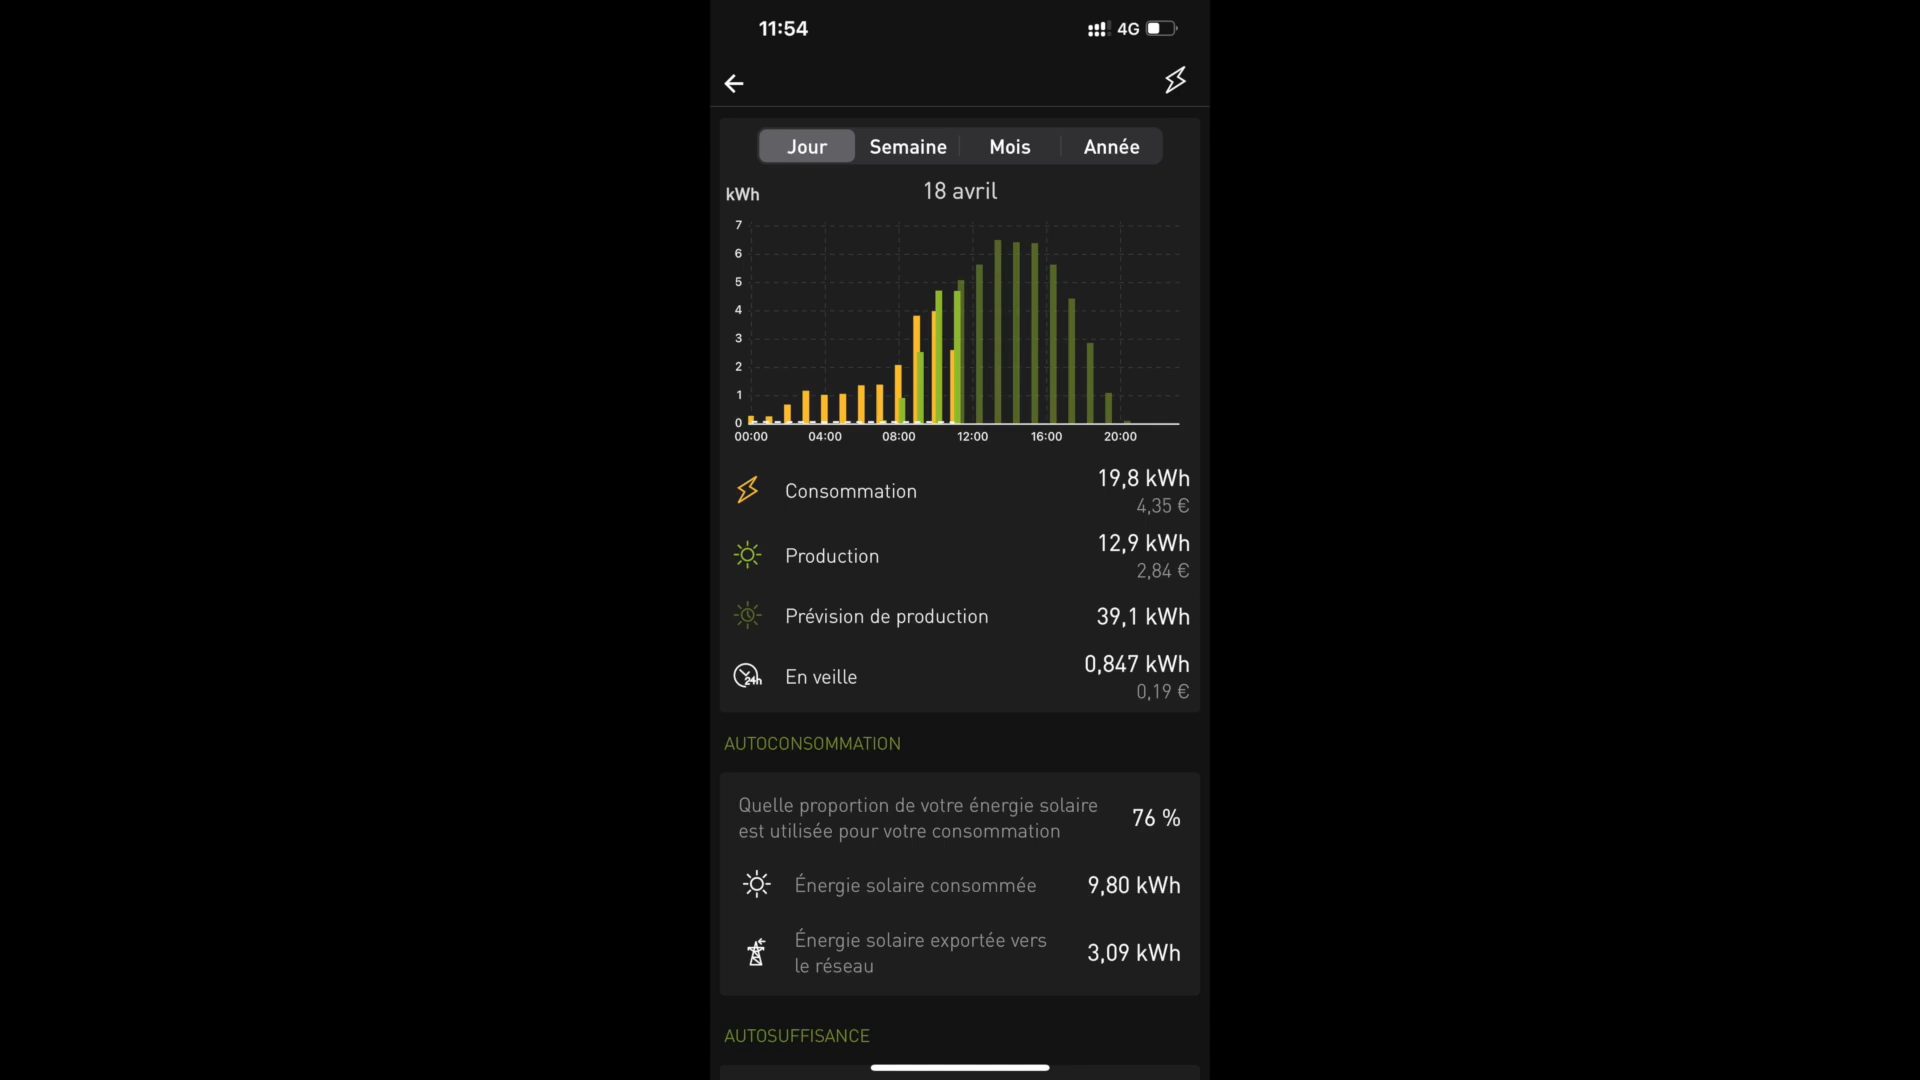 11:54
4G
Jour Semaine Mois Année
kWh 18 avril
7
6
5
4
3
2
1
0
00:00 04:00 08:00 12:00 16:00 20:00
Consommation 19,8 kWh
4,35 €
Production 12,9 kWh
2,84 €
Prévision de production 39,1 kWh
En veille 0,847 kWh
0,19 €
24h
AUTOCONSOMMATION
Quelle proportion de votre énergie solaire
est utilisée pour votre consommation
76 %
Énergie solaire consommée 9,80 kWh
Énergie solaire exportée vers
le réseau
3,09 kWh
AUTOSUFFISANCE